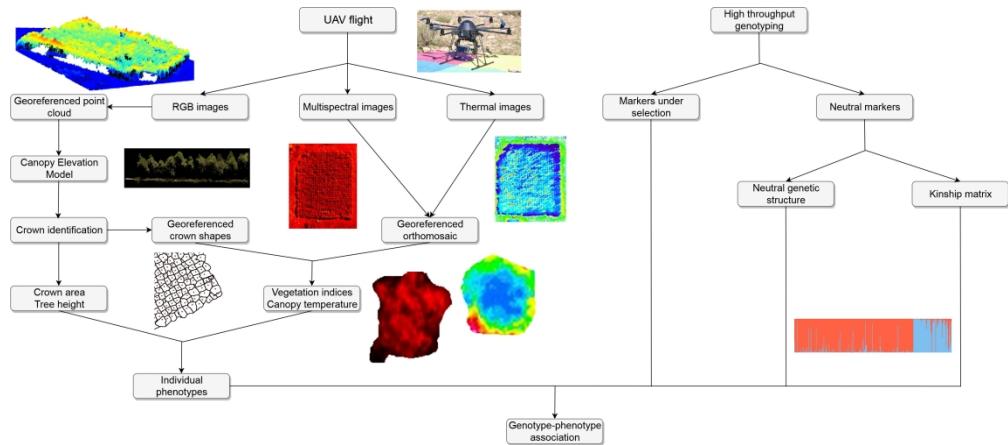 UAV flight
High throughput
genotyping
Georeferenced point
cloud
RGB images
Multispectral images
Thermal images
Markers under
selection
Neutral markers
Canopy Elevation
Model
Neutral genetic
structure
Kinship matrix
Crown identification
Georeferenced
crown shapes
Georeferenced
orthomosaic
Crown area
Tree height
Vegetation indices
Canopy temperature
Individual
phenotypes
Genotype-phenotype
association